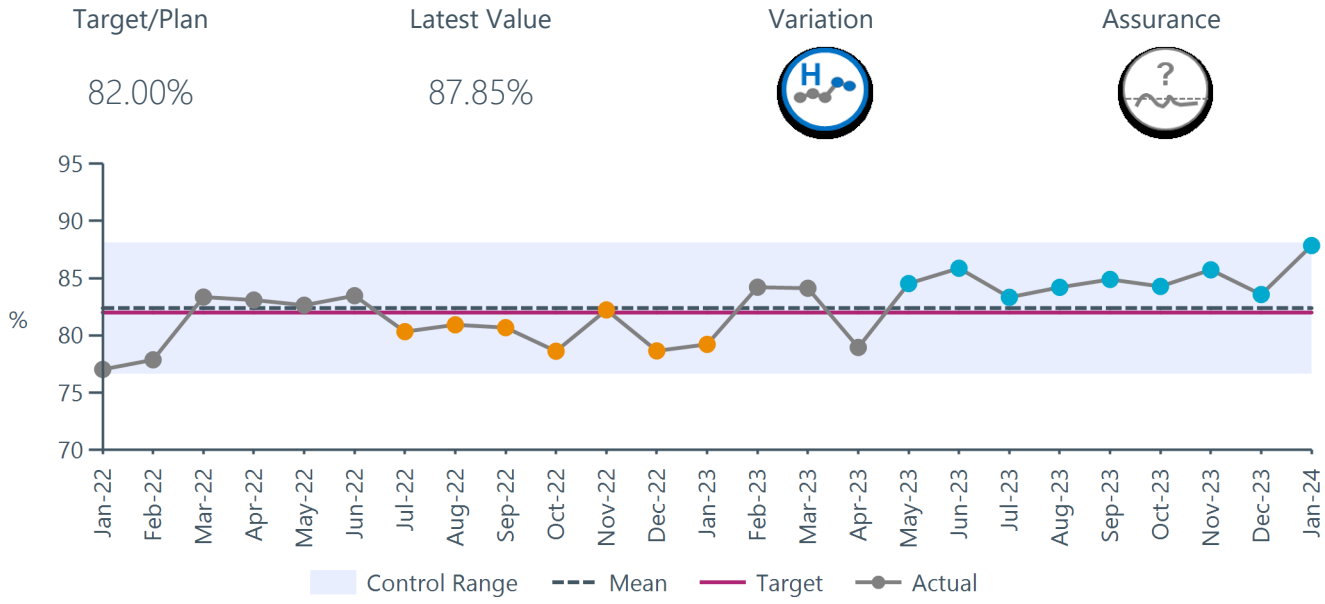 Target/Plan Latest Value Variation Assurance
82.00% 87.85% H ?
95
90
85
80
75
70
%
Jan-22 Feb-22 Mar-22 Apr-22 May-22 Jun-22 Jul-22 Aug-22 Sep-22 Oct-22 Nov-22 Dec-22 Jan-23 Feb-23 Mar-23 Apr-23 May-23 Jun-23 Jul-23 Aug-23 Sep-23 Oct-23 Nov-23 Dec-23 Jan-24
Control Range Mean Target Actual